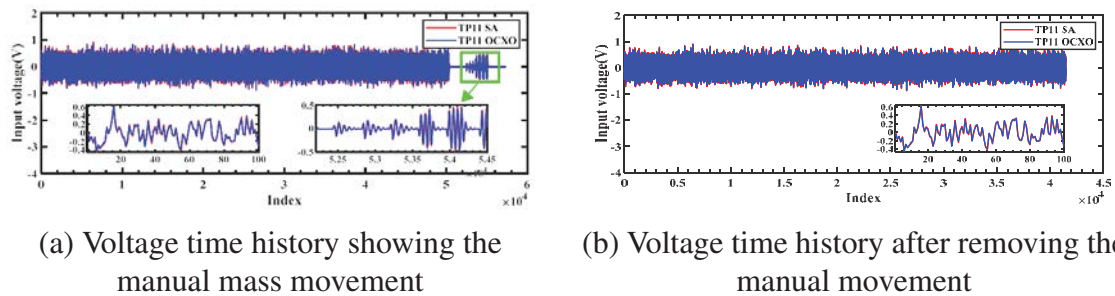 TP11 SA
TP11 OCXO
Input voltage(V)
2
1
0
-1
-2
-3
-4
0.6
0.4
0.2
0
-0.2
-0.4
20 40 60 80 100
0.5
0
-0.5
5.25 5.3 5.35 5.4 5.45
0 1 2 3 4 5 6
Index
×10⁴
(a) Voltage time history showing the
manual mass movement
TP11 SA
TP11 OCXO
Input voltage(V)
2
1
0
-1
-2
-3
-4
0.6
0.4
0.2
0
-0.2
-0.4
20 40 60 80 100
0 0.5 1 1.5 2 2.5 3 3.5 4 4.5
Index
×10⁴
(b) Voltage time history after removing the
manual movement